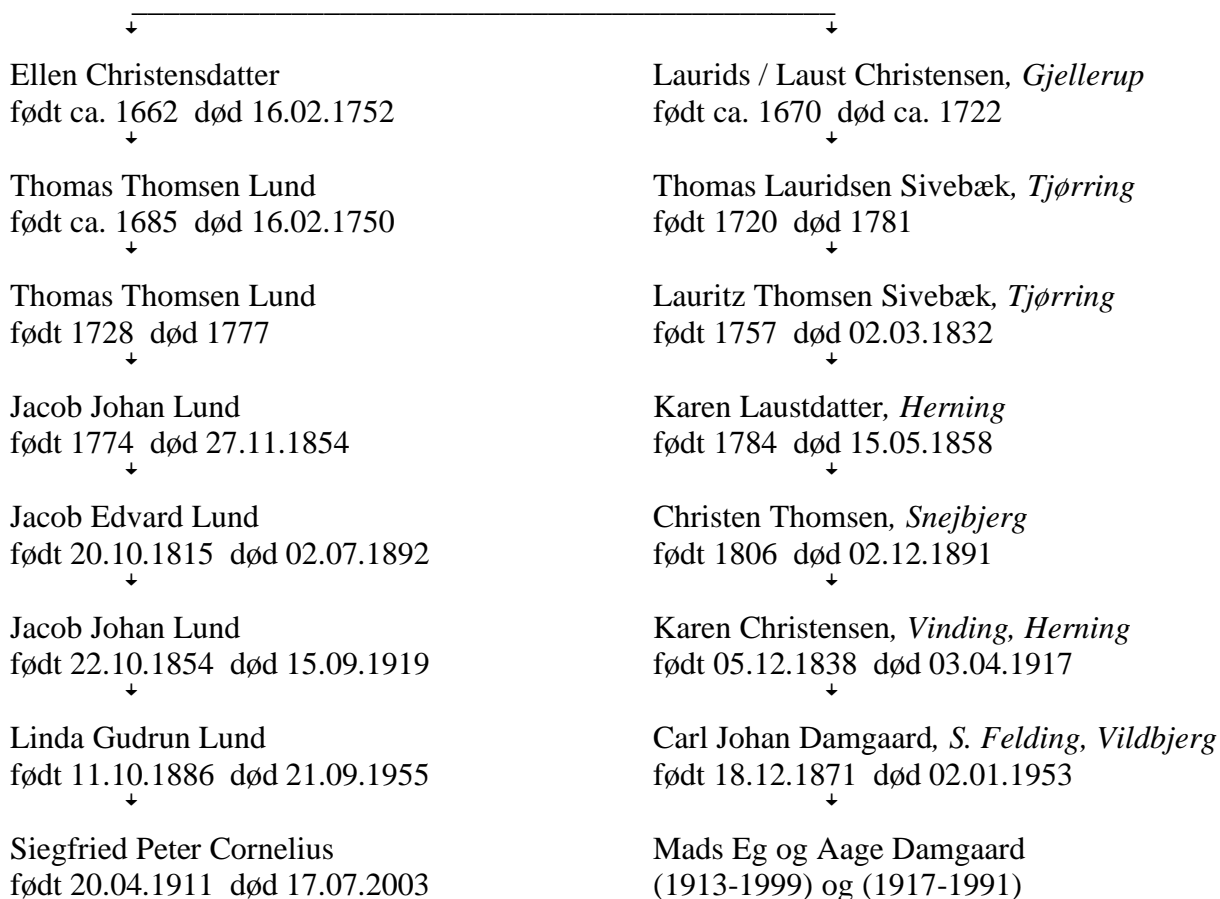 Ellen Christensdatter
født ca. 1662 død 16.02.1752
Thomas Thomsen Lund
født ca. 1685 død 16.02.1750
Thomas Thomsen Lund
født 1728 død 1777
Jacob Johan Lund
født 1774 død 27.11.1854
Jacob Edvard Lund
født 20.10.1815 død 02.07.1892
Jacob Johan Lund
født 22.10.1854 død 15.09.1919
Linda Gudrun Lund
født 11.10.1886 død 21.09.1955
Siegfried Peter Cornelius
født 20.04.1911 død 17.07.2003
Laurids / Laust Christensen, Gjellerup
født ca. 1670 død ca. 1722
Thomas Lauridsen Sivebæk, Tjørring
født 1720 død 1781
Lauritz Thomsen Sivebæk, Tjørring
født 1757 død 02.03.1832
Karen Laustdatter, Herning
født 1784 død 15.05.1858
Christen Thomsen, Snejbjerg
født 1806 død 02.12.1891
Karen Christensen, Vinding, Herning
født 05.12.1838 død 03.04.1917
Carl Johan Damgaard, S. Felding, Vildbjerg
født 18.12.1871 død 02.01.1953
Mads Eg og Aage Damgaard
(1913-1999) og (1917-1991)